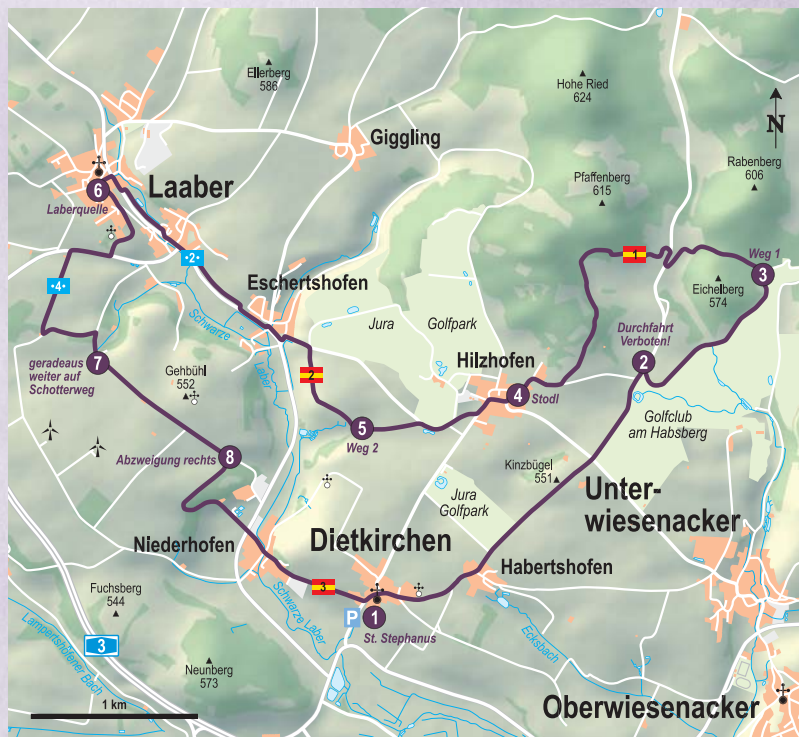 Ellerberg
586
Hohe Ried
624
N
Giggling
Pfaffenberg
615
Rabenberg
606
6
Laaber
Laberquelle
•2•
1
Weg 1
3
•4•
Eschertshofen
Eichelberg
574
Schwarze
Laber
Jura
Golfpark
Durchfahrt
Verboten!
2
geradeaus
weiter auf
Schotterweg
7
Gehbühl
552
2
Hilzhofen
4
Stodl
5
Weg 2
Golfclub
am Habsberg
Abzweigung rechts
8
Kinzbügel
551
Jura
Golfpark
Unter-
wiesenacker
Niederhofen
Dietkirchen
Habertshofen
Fuchsberg
544
3
P
1
St. Stephanus
Schwarze Laber
Ecksbach
Lampertshofener Bach
3
Neunberg
573
Oberwiesenacker
1 km